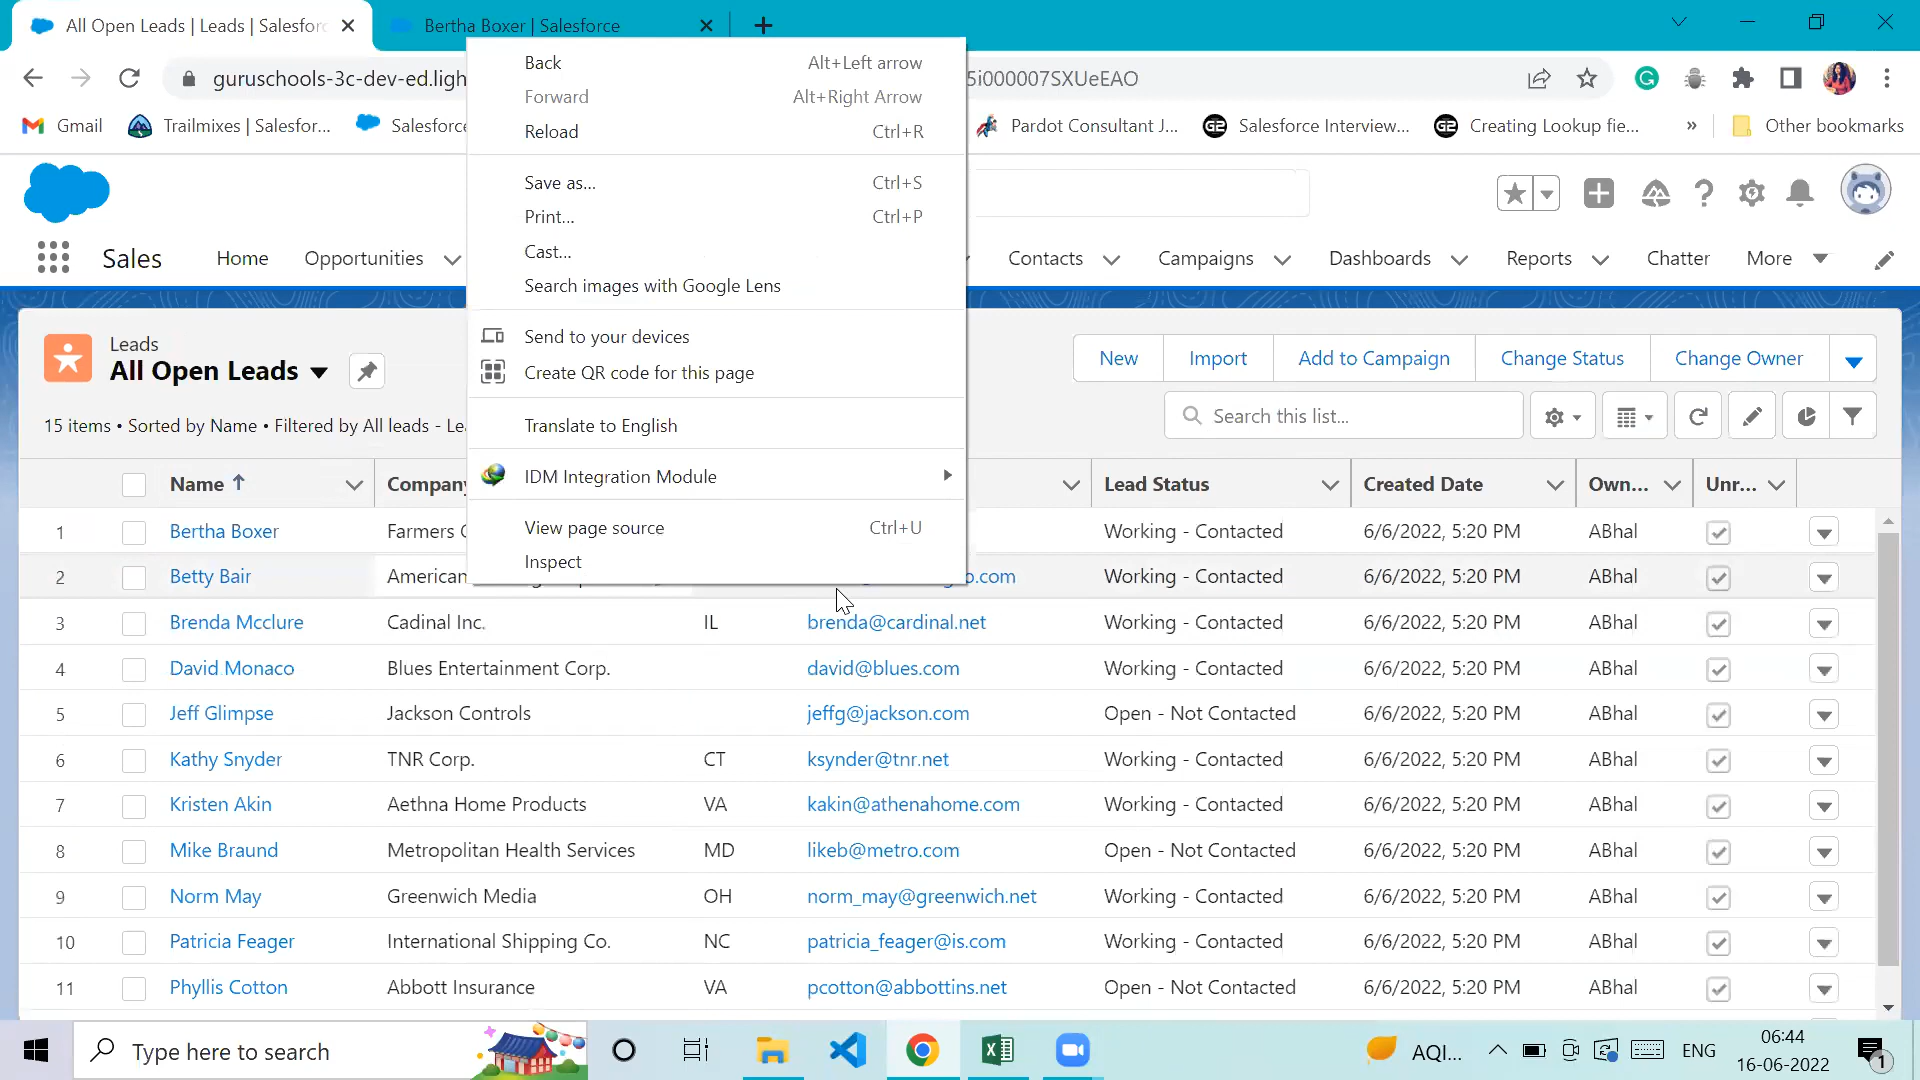 All Open Leads | Leads | Salesforc
Bertha Boxer | Salesforce
guruschools-3c-dev-ed.ligh
5i000007SXUeEAO
Gmail
Trailmixes | Salesfor...
Salesforce
Pardot Consultant J...
Salesforce Interview...
Creating Lookup fie...
»
Other bookmarks
Back Alt+Left arrow
Forward Alt+Right Arrow
Reload Ctrl+R
Save as... Ctrl+S
Print... Ctrl+P
Cast...
Search images with Google Lens
Send to your devices
Create QR code for this page
Translate to English
IDM Integration Module
View page source Ctrl+U
Inspect
Sales Home Opportunities Contacts Campaigns Dashboards Reports Chatter More
Leads
All Open Leads
New Import Add to Campaign Change Status Change Owner
15 items • Sorted by Name • Filtered by All leads - Le
Search this list...
Name Company Lead Status Created Date Own... Unr...
1 Bertha Boxer Farmers C Working - Contacted 6/6/2022, 5:20 PM ABhal
2 Betty Bair American .com Working - Contacted 6/6/2022, 5:20 PM ABhal
3 Brenda Mcclure Cadinal Inc. IL brenda@cardinal.net Working - Contacted 6/6/2022, 5:20 PM ABhal
4 David Monaco Blues Entertainment Corp. david@blues.com Working - Contacted 6/6/2022, 5:20 PM ABhal
5 Jeff Glimpse Jackson Controls jeffg@jackson.com Open - Not Contacted 6/6/2022, 5:20 PM ABhal
6 Kathy Snyder TNR Corp. CT ksynder@tnr.net Working - Contacted 6/6/2022, 5:20 PM ABhal
7 Kristen Akin Aethna Home Products VA kakin@athenahome.com Working - Contacted 6/6/2022, 5:20 PM ABhal
8 Mike Braund Metropolitan Health Services MD likeb@metro.com Open - Not Contacted 6/6/2022, 5:20 PM ABhal
9 Norm May Greenwich Media OH norm_may@greenwich.net Working - Contacted 6/6/2022, 5:20 PM ABhal
10 Patricia Feager International Shipping Co. NC patricia_feager@is.com Working - Contacted 6/6/2022, 5:20 PM ABhal
11 Phyllis Cotton Abbott Insurance VA pcotton@abbottins.net Open - Not Contacted 6/6/2022, 5:20 PM ABhal
Type here to search
AQI...
ENG
06:44
16-06-2022
1